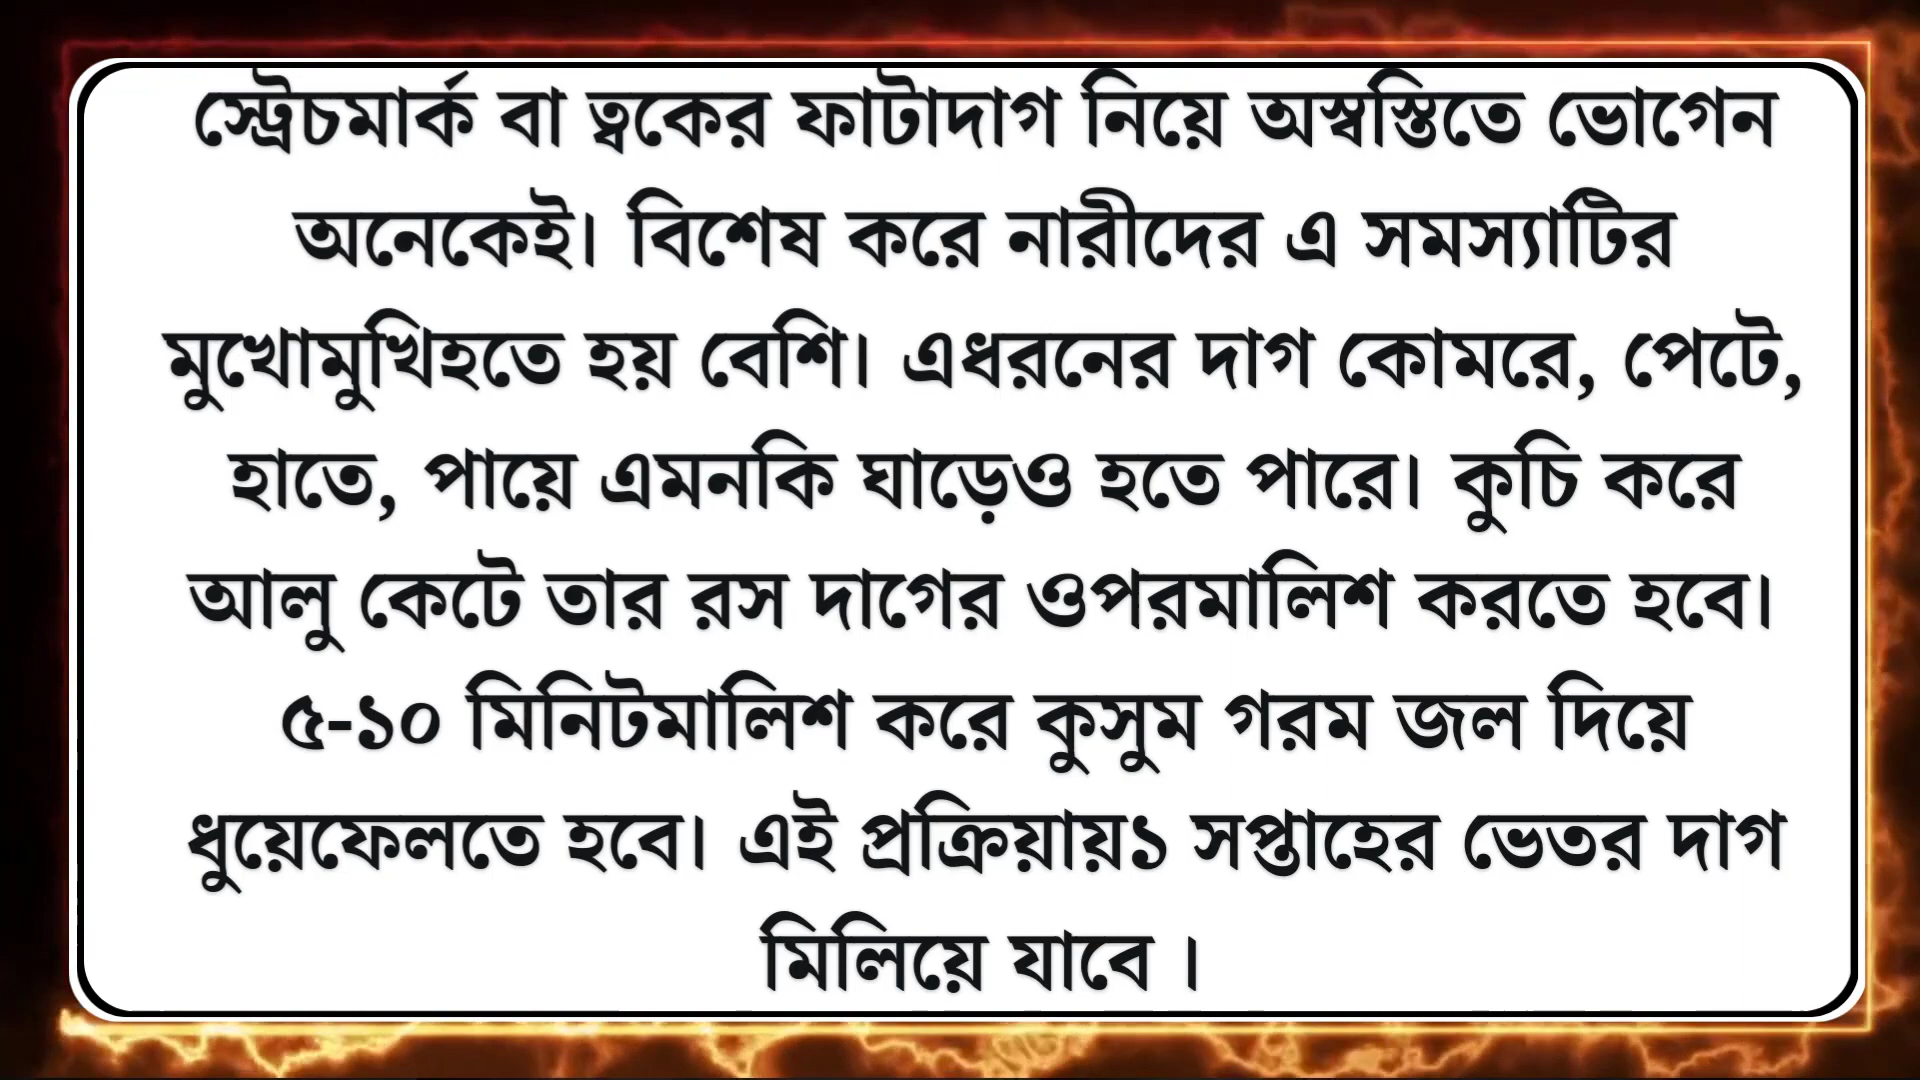 স্ট্রেচমার্ক বা ত্বকের ফাটাদাগ নিয়ে অস্বস্তিতে ভোগেন
অনেকেই। বিশেষ করে নারীদের এ সমস্যাটির
মুখোমুখিহতে হয় বেশি। এধরনের দাগ কোমরে, পেটে,
হাতে, পায়ে এমনকি ঘাড়েও হতে পারে। কুচি করে
আলু কেটে তার রস দাগের ওপরমালিশ করতে হবে।
৫-১০ মিনিটমালিশ করে কুসুম গরম জল দিয়ে
ধুয়েফেলতে হবে। এই প্রক্রিয়ায়১ সপ্তাহের ভেতর দাগ
মিলিয়ে যাবে ।